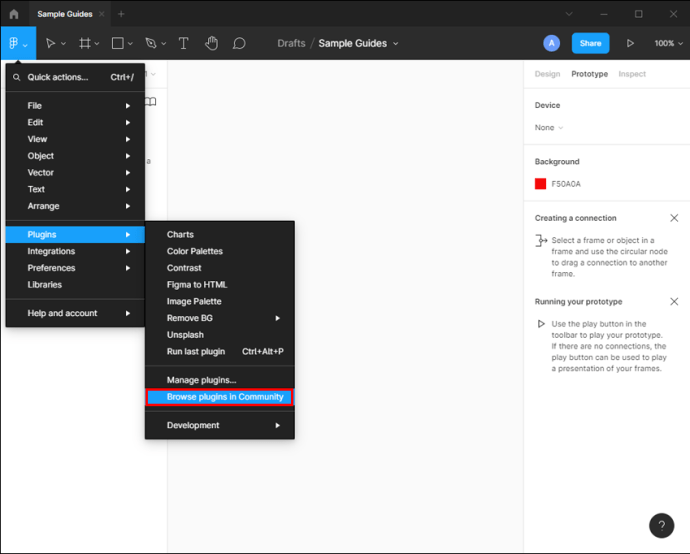 Sample Guides
Drafts / Sample Guides
A
Share
100%
Quick actions... Ctrl+/
File
Edit
View
Object
Vector
Text
Arrange
Plugins
Integrations
Preferences
Libraries
Help and account
a
Charts
Color Palettes
Contrast
Figma to HTML
Image Palette
Remove BG
Unsplash
Run last plugin Ctrl+Alt+P
Manage plugins...
Browse plugins in Community
Development
Design Prototype Inspect
Device
None
Background
F50A0A
Creating a connection
Select a frame or object in a
frame and use the circular node
to drag a connection to another
frame.
Running your prototype
Use the play button in the
toolbar to play your prototype.
If there are no connections, the
play button can be used to play
a presentation of your frames.
?